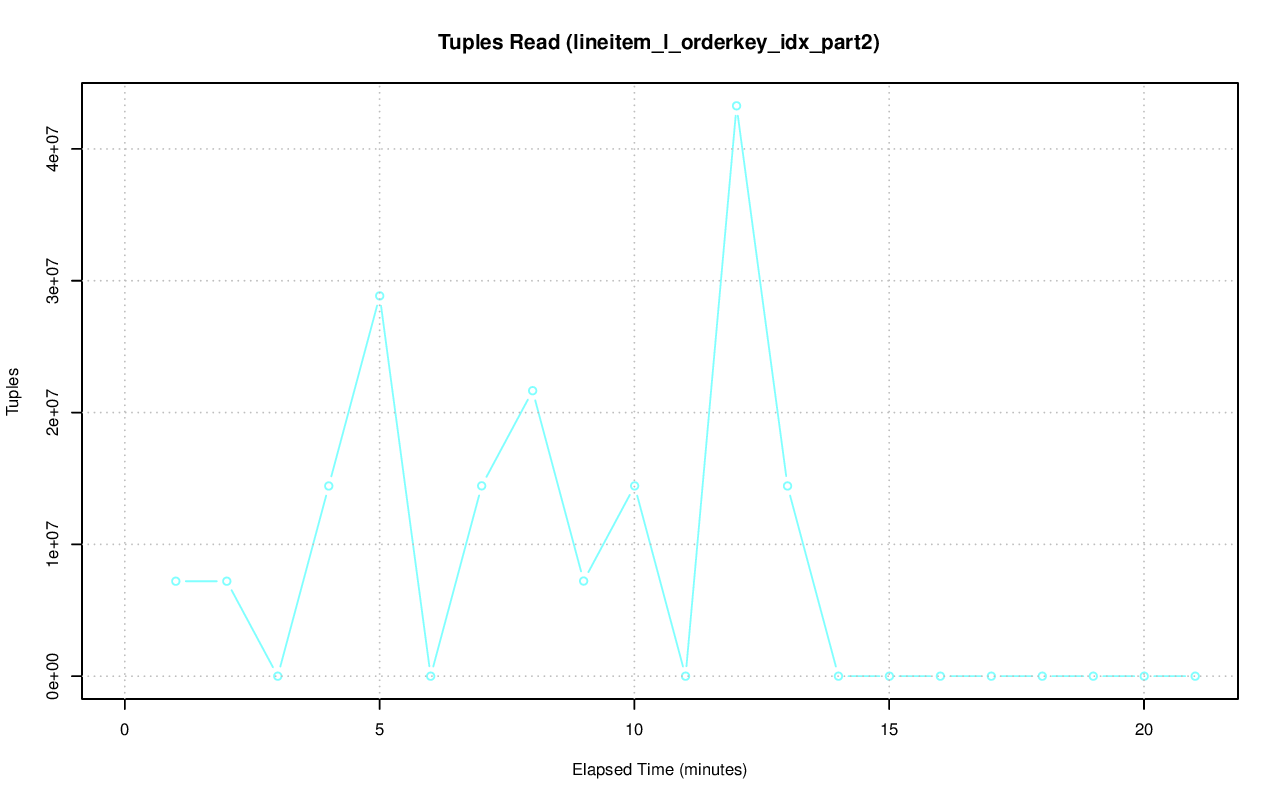 Tuples Read (lineitem_l_orderkey_idx_part2)
Tuples
4e+07
3e+07
2e+07
1e+07
0e+00
0 5 10 15 20
Elapsed Time (minutes)